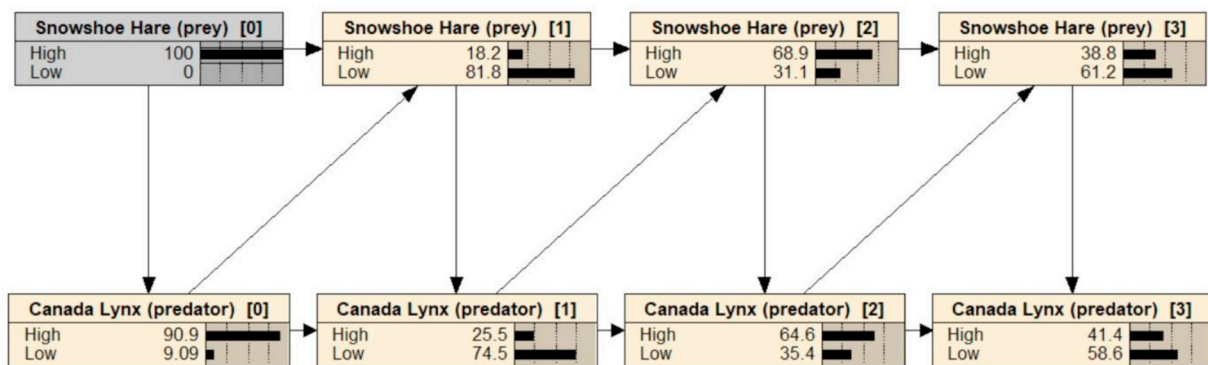 Snowshoe Hare (prey) [0]
High 100
Low 0
Snowshoe Hare (prey) [1]
High 18.2
Low 81.8
Snowshoe Hare (prey) [2]
High 68.9
Low 31.1
Snowshoe Hare (prey) [3]
High 38.8
Low 61.2
Canada Lynx (predator) [0]
High 90.9
Low 9.09
Canada Lynx (predator) [1]
High 25.5
Low 74.5
Canada Lynx (predator) [2]
High 64.6
Low 35.4
Canada Lynx (predator) [3]
High 41.4
Low 58.6